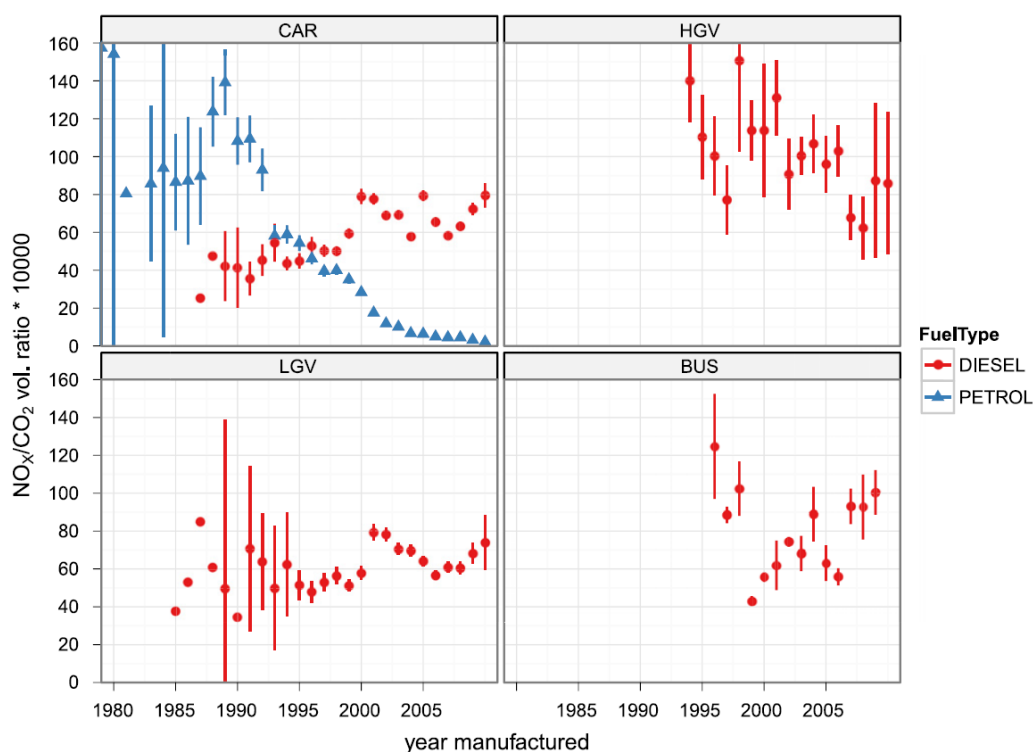 CAR
HGV
160
140
120
100
80
60
40
20
0
LGV
BUS
160
140
120
100
80
60
40
20
0
NOX/CO2 vol. ratio * 10000
1980 1985 1990 1995 2000 2005
1985 1990 1995 2000 2005
year manufactured
FuelType
DIESEL
PETROL